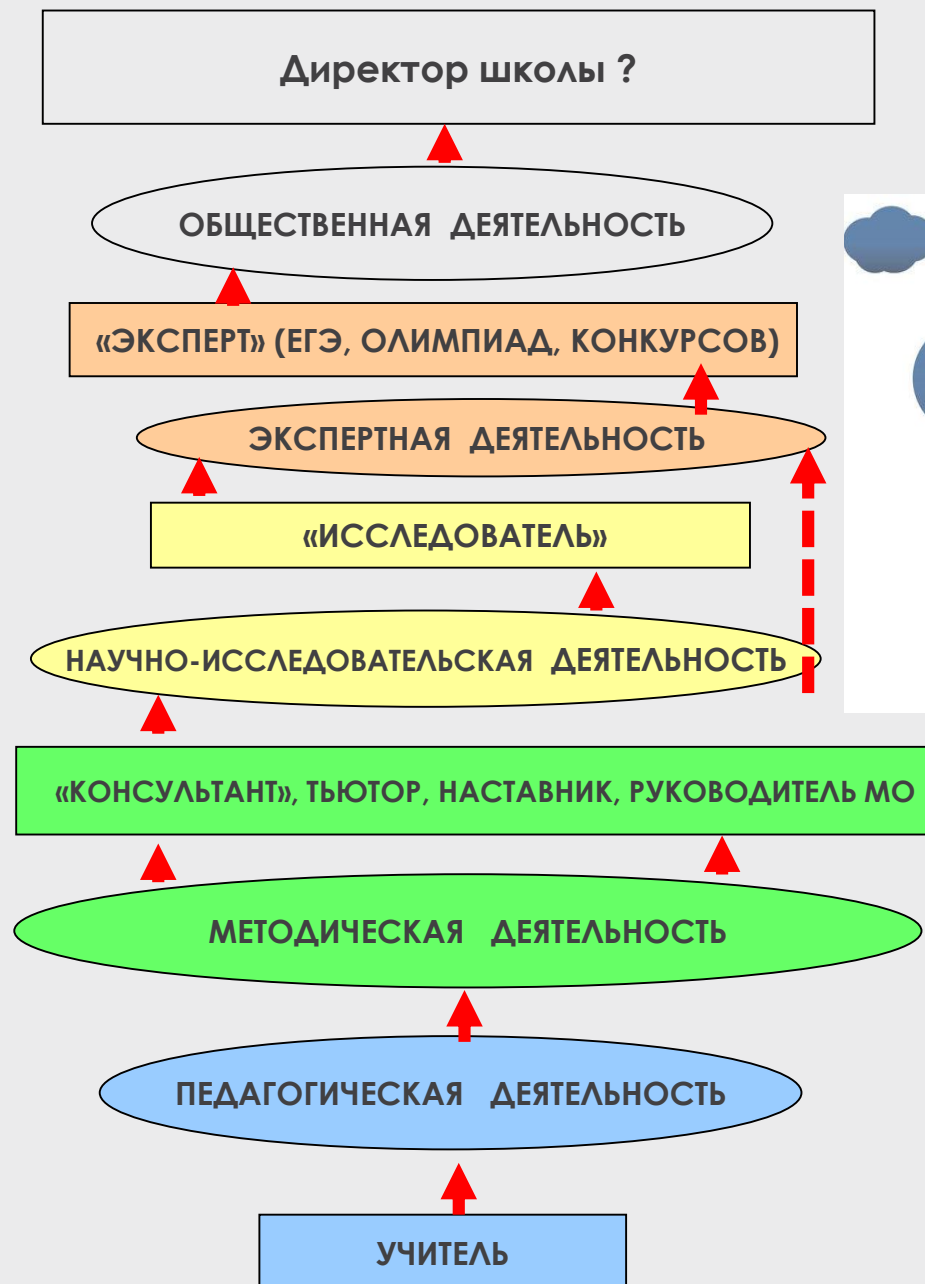 Директор школы ?
ОБЩЕСТВЕННАЯ ДЕЯТЕЛЬНОСТЬ
«ЭКСПЕРТ» (ЕГЭ, ОЛИМПИАД, КОНКУРСОВ)
ЭКСПЕРТНАЯ ДЕЯТЕЛЬНОСТЬ
«ИССЛЕДОВАТЕЛЬ»
НАУЧНО-ИССЛЕДОВАТЕЛЬСКАЯ ДЕЯТЕЛЬНОСТЬ
«КОНСУЛЬТАНТ», ТЬЮТОР, НАСТАВНИК, РУКОВОДИТЕЛЬ МО
МЕТОДИЧЕСКАЯ ДЕЯТЕЛЬНОСТЬ
ПЕДАГОГИЧЕСКАЯ ДЕЯТЕЛЬНОСТЬ
УЧИТЕЛЬ